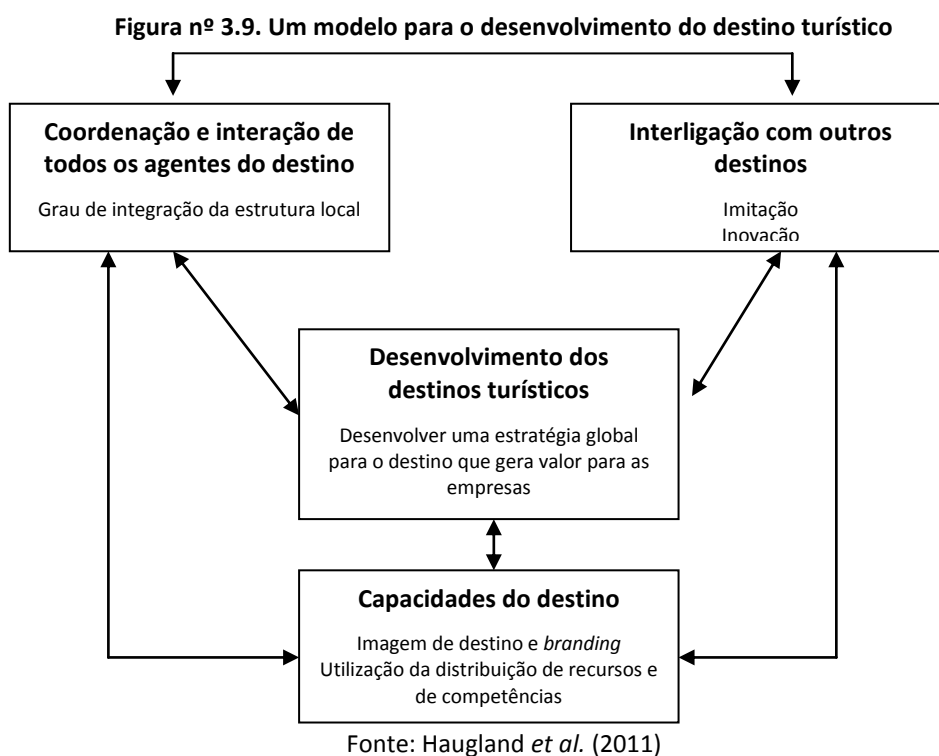 Figura nº 3.9. Um modelo para o desenvolvimento do destino turístico
Coordenação e interação de
todos os agentes do destino
Grau de integração da estrutura local
Interligação com outros
destinos
Imitação
Inovação
Desenvolvimento dos
destinos turísticos
Desenvolver uma estratégia global
para o destino que gera valor para as
empresas
Capacidades do destino
Imagem de destino e branding
Utilização da distribuição de recursos e
de competências
Fonte: Haugland et al. (2011)